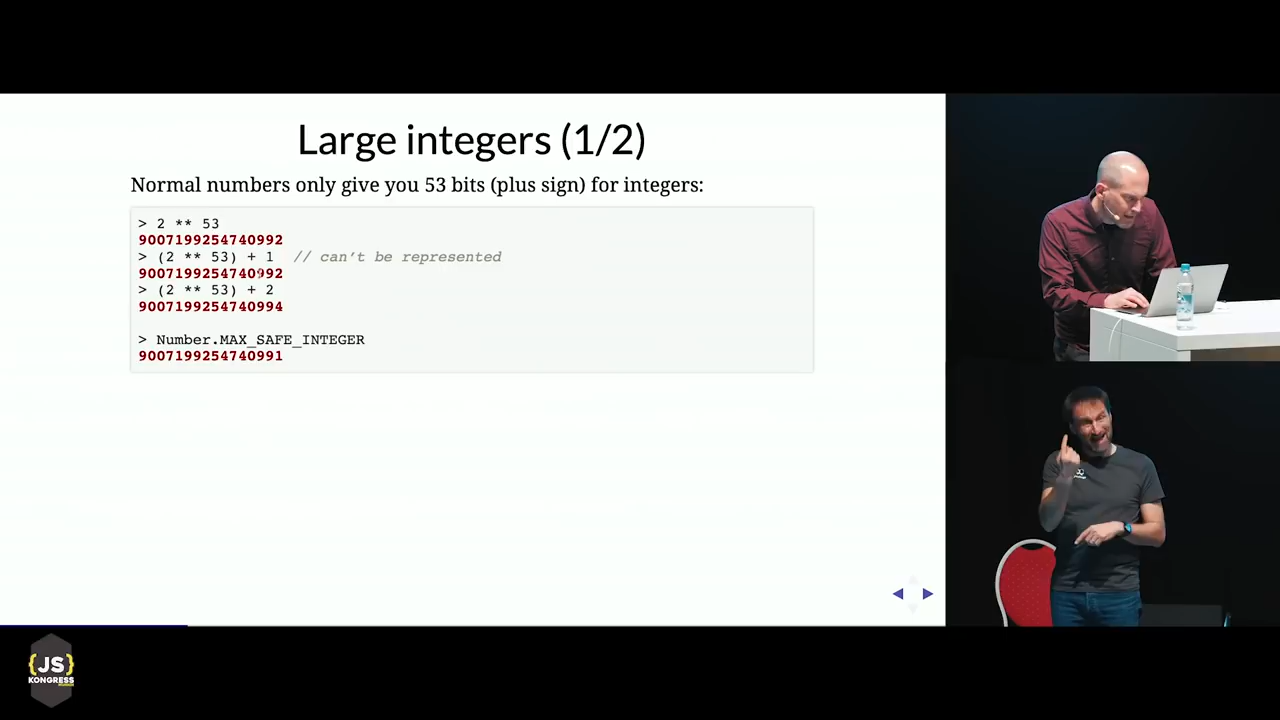 Large integers (1/2)
Normal numbers only give you 53 bits (plus sign) for integers:
> 2 ** 53
9007199254740992
> (2 ** 53) + 1  // can't be represented
9007199254740992
> (2 ** 53) + 2
9007199254740994
> Number.MAX_SAFE_INTEGER
9007199254740991
{JS}
KONGRESS